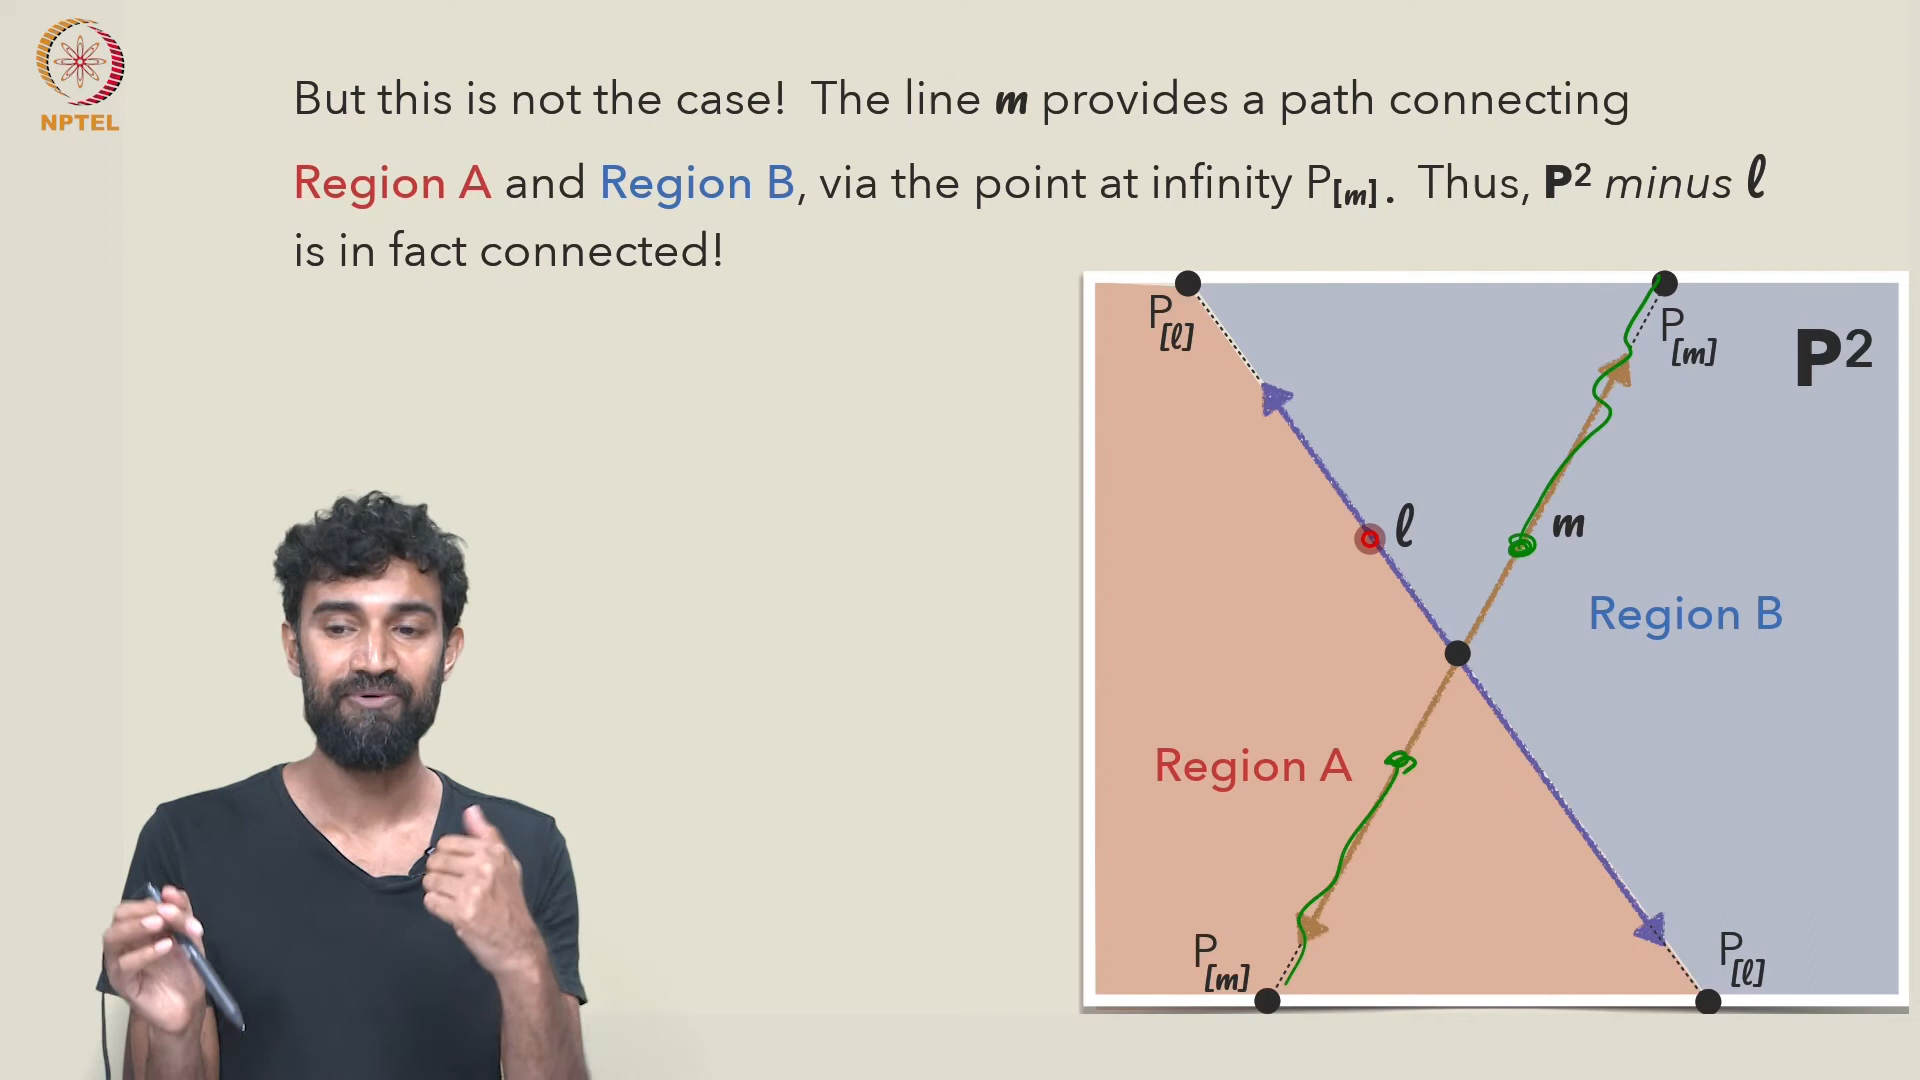 NPTEL
But this is not the case! The line m provides a path connecting
Region A and Region B, via the point at infinity P[m]. Thus, P² minus ℓ
is in fact connected!
P[ℓ]
P[m]
P²
ℓ
m
Region B
Region A
P[m]
P[ℓ]